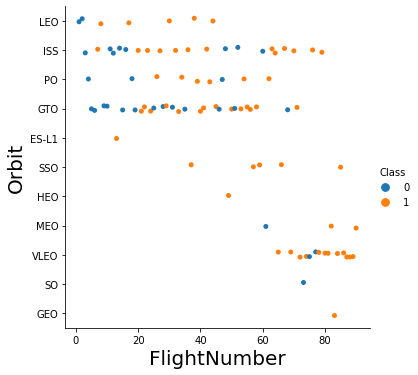 LEO
ISS
PO
GTO
ES-L1
SSO
HEO
MEO
VLEO
SO
GEO
Orbit
0 20 40 60 80
FlightNumber
Class
0
1